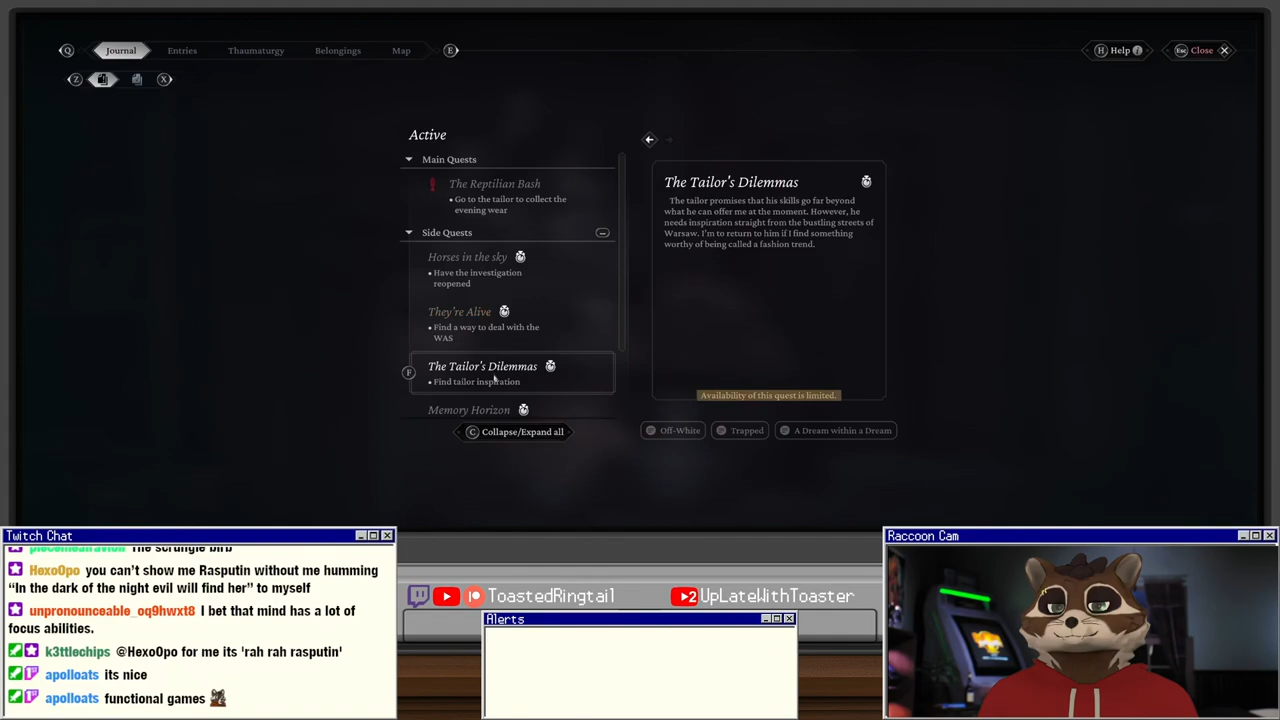 Q Journal Entries Thaumaturgy Belongings Map E
H Help i Esc Close
Z X
Active
Main Quests
The Reptilian Bash
• Go to the tailor to collect the
evening wear
Side Quests
Horses in the sky
• Have the investigation
reopened
They're Alive
• Find a way to deal with the
WAS
F The Tailor's Dilemmas
• Find tailor inspiration
Memory Horizon
C Collapse/Expand all
The Tailor's Dilemmas
The tailor promises that his skills go far beyond
what he can offer me at the moment. However, he
needs inspiration straight from the bustling streets of
Warsaw. I'm to return to him if I find something
worthy of being called a fashion trend.
Availability of this quest is limited.
Off-White Trapped A Dream within a Dream
Twitch Chat
The scrungle birb
HexoOpo you can't show me Rasputin without me humming
"In the dark of the night evil will find her" to myself
unpronounceable_oq9hwxt8 I bet that mind has a lot of
focus abilities.
k3ttlechips @HexoOpo for me its 'rah rah rasputin'
apolloats its nice
apolloats functional games
ToastedRingtail
2 UpLateWithToaster
Alerts
Raccoon Cam